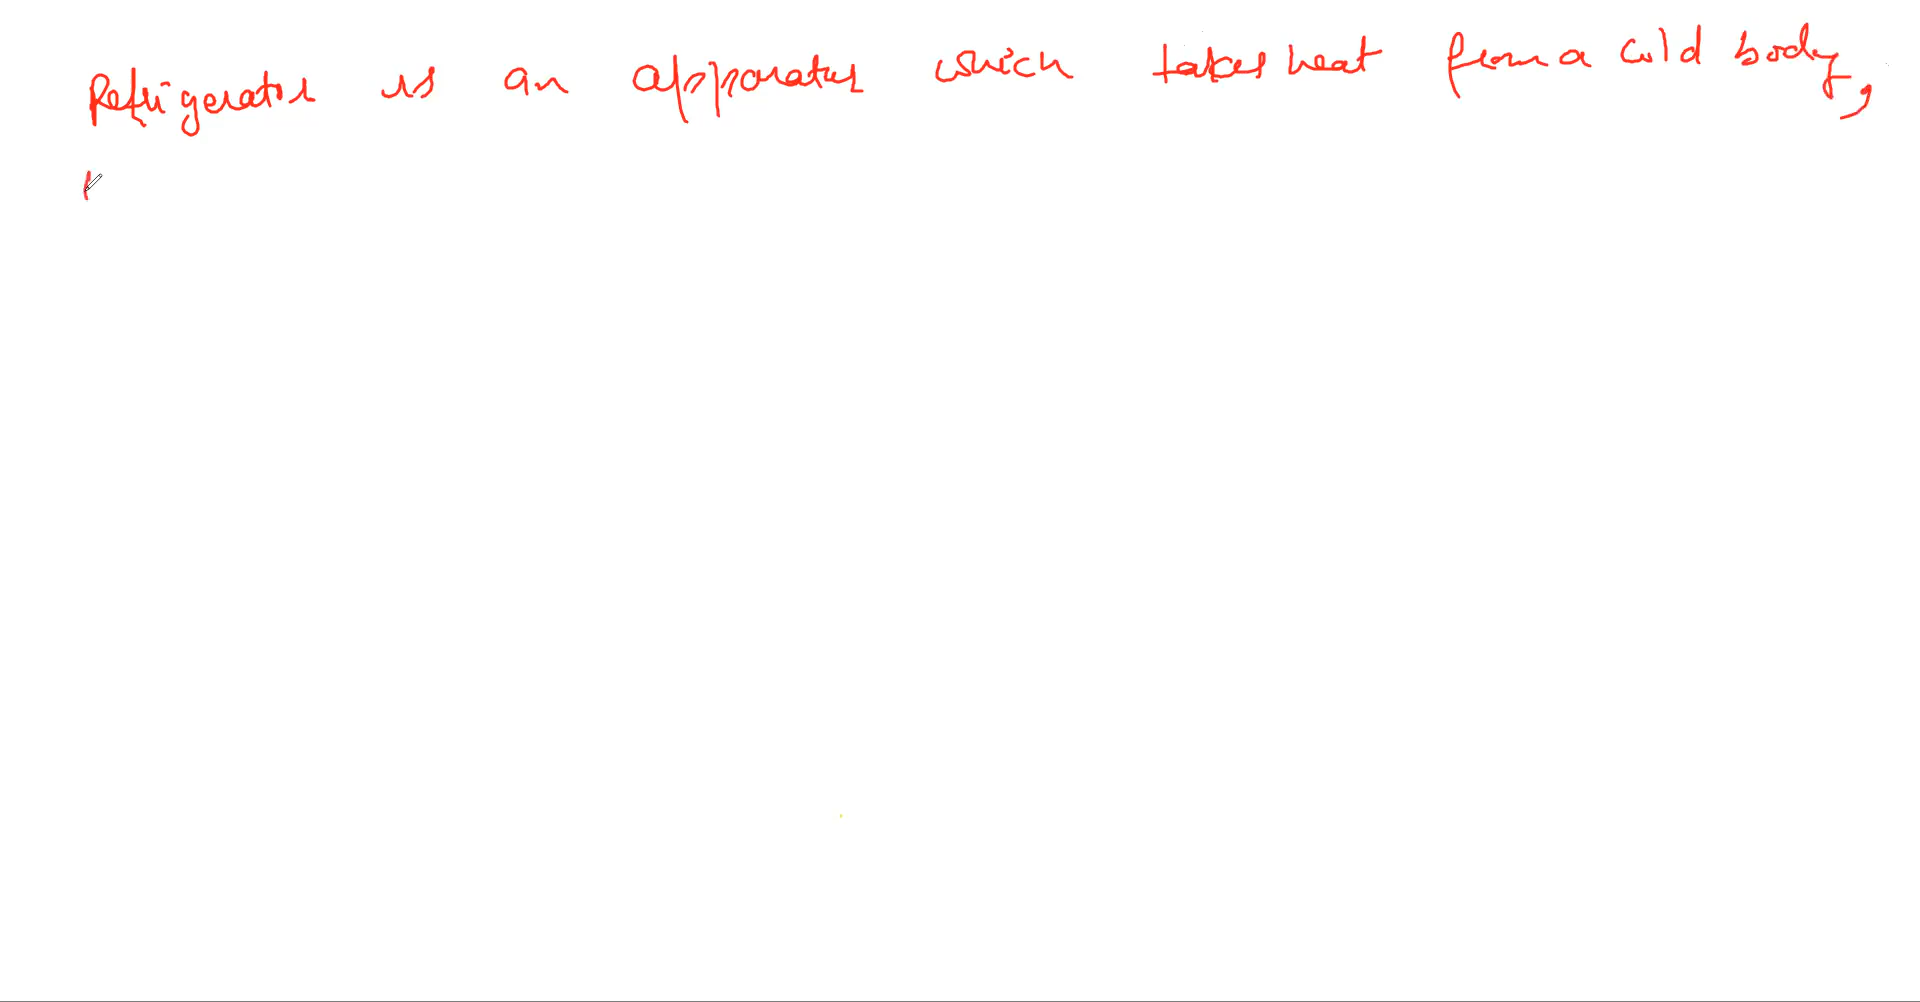 Refrigerator is an apparatus which takes heat from a cold body,